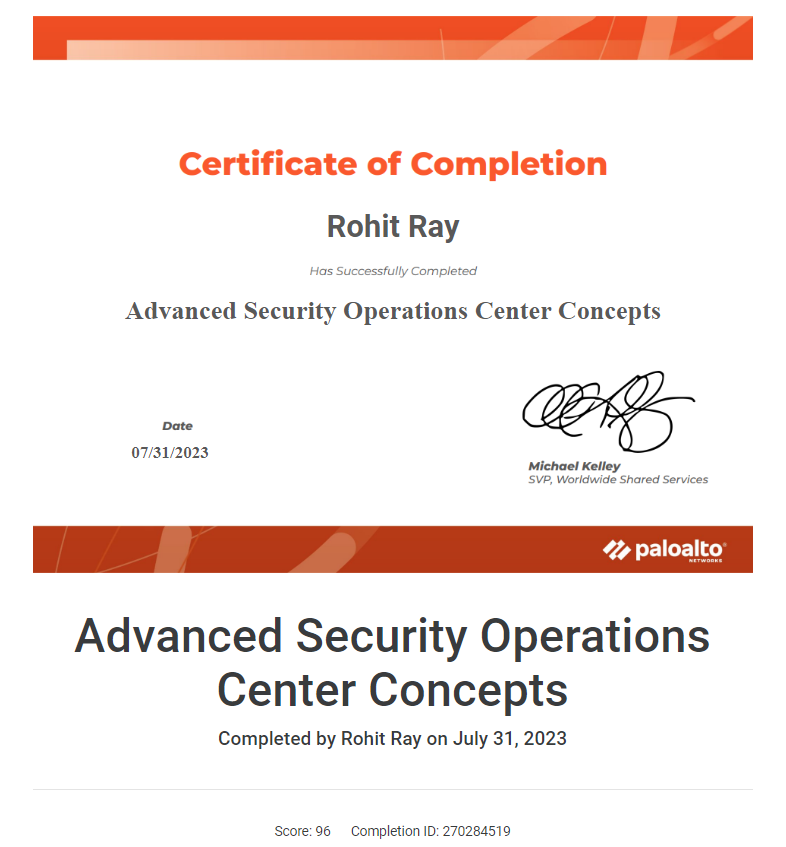 Certificate of Completion
Rohit Ray
Has Successfully Completed
Advanced Security Operations Center Concepts
Date
07/31/2023
Michael Kelley
SVP, Worldwide Shared Services
paloalto®
NETWORKS
Advanced Security Operations
Center Concepts
Completed by Rohit Ray on July 31, 2023
Score: 96 Completion ID: 270284519